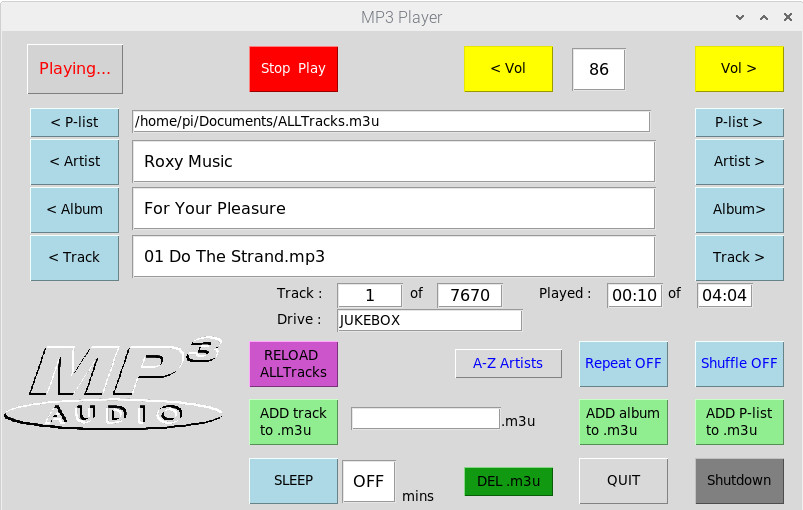 MP3 Player
Playing...
Stop Play
< Vol
86
Vol >
< P-list
/home/pi/Documents/ALLTracks.m3u
P-list >
< Artist
Roxy Music
Artist >
< Album
For Your Pleasure
Album>
< Track
01 Do The Strand.mp3
Track >
Track :
1
of
7670
Played :
00:10
of
04:04
Drive :
JUKEBOX
MP3
AUDIO
RELOAD
ALLTracks
A-Z Artists
Repeat OFF
Shuffle OFF
ADD track
to .m3u
.m3u
ADD album
to .m3u
ADD P-list
to .m3u
SLEEP
OFF
mins
DEL .m3u
QUIT
Shutdown